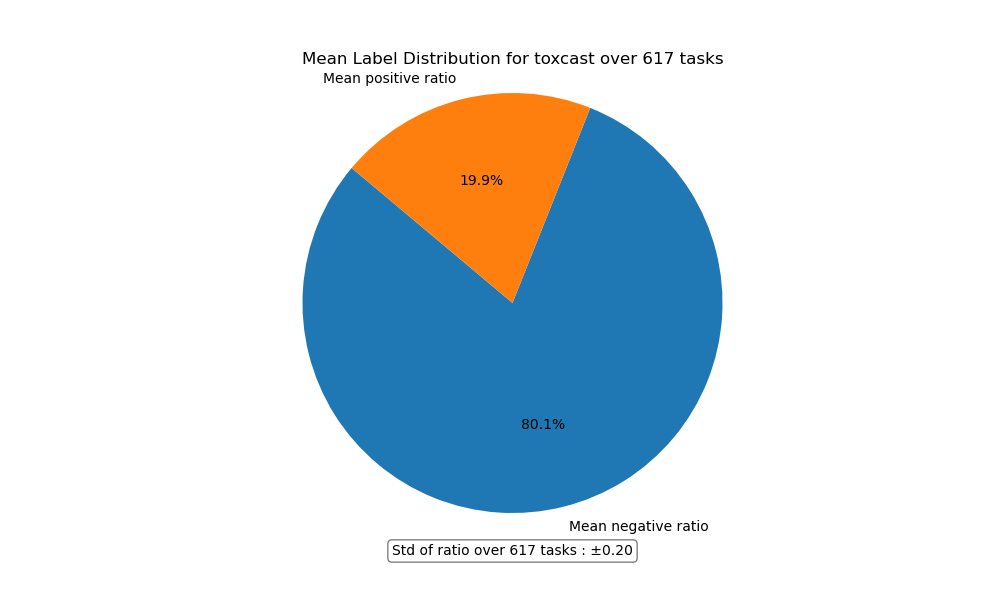 Mean Label Distribution for toxcast over 617 tasks
Mean positive ratio
19.9%
80.1%
Mean negative ratio
Std of ratio over 617 tasks : ±0.20